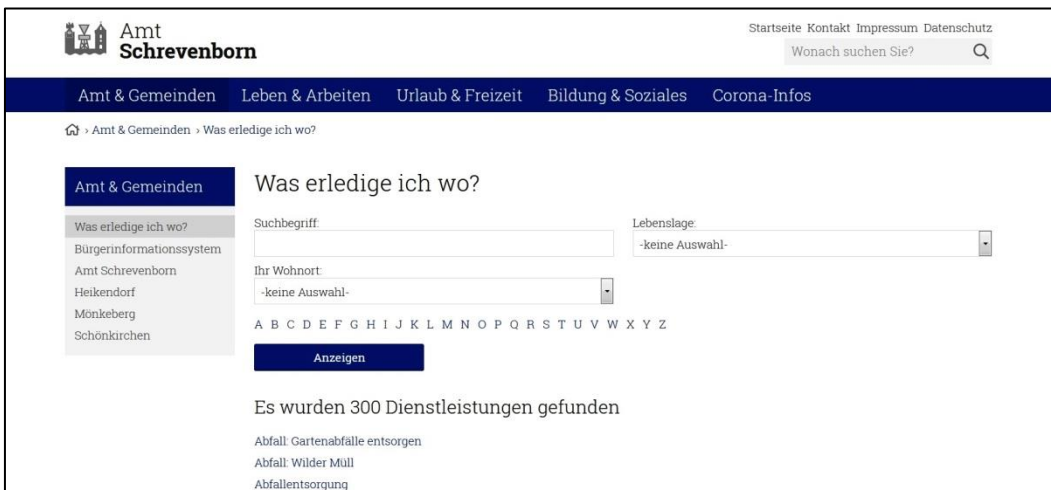 Amt
Schrevenborn
Startseite Kontakt Impressum Datenschutz
Wonach suchen Sie?
Amt & Gemeinden Leben & Arbeiten Urlaub & Freizeit Bildung & Soziales Corona-Infos
› Amt & Gemeinden › Was erledige ich wo?
Amt & Gemeinden
Was erledige ich wo?
Bürgerinformationssystem
Amt Schrevenborn
Heikendorf
Mönkeberg
Schönkirchen
Was erledige ich wo?
Suchbegriff:
Lebenslage:
-keine Auswahl-
Ihr Wohnort:
-keine Auswahl-
A B C D E F G H I J K L M N O P Q R S T U V W X Y Z
Anzeigen
Es wurden 300 Dienstleistungen gefunden
Abfall: Gartenabfälle entsorgen
Abfall: Wilder Müll
Abfallentsorgung